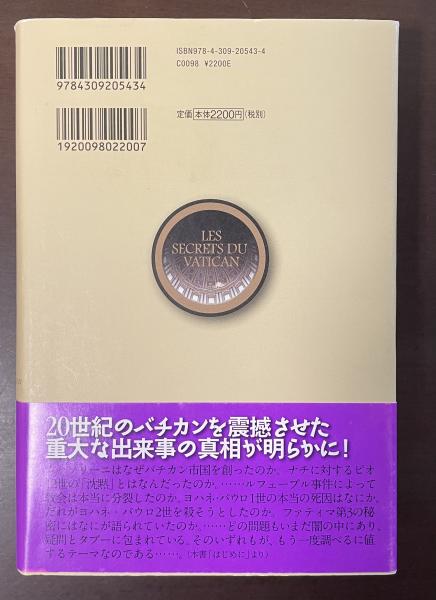 ISBN978-4-309-20543-4
C0098 ¥2200E
9784309205434
定価 本体2200円(税別)
1920098022007
LES
SECRETS DU
VATICAN
20世紀のバチカンを震撼させた
重大な出来事の真相が明らかに!
ムッソリーニはなぜバチカン市国を創ったのか。ナチに対するピオ
12世の「沈黙」とはなんだったのか。……ルフェーブル事件によって
教会は本当に分裂したのか。ヨハネ・パウロ1世の本当の死因はなにか。
だれがヨハネ・パウロ2世を殺そうとしたのか。ファティマ第3の秘
密にはなにが語られていたのか。……どの問題もいまだ闇の中にあり、
疑問とタブーに包まれている。そのいずれもが、もう一度調べるに値
するテーマなのである……。(本書「はじめに」より)